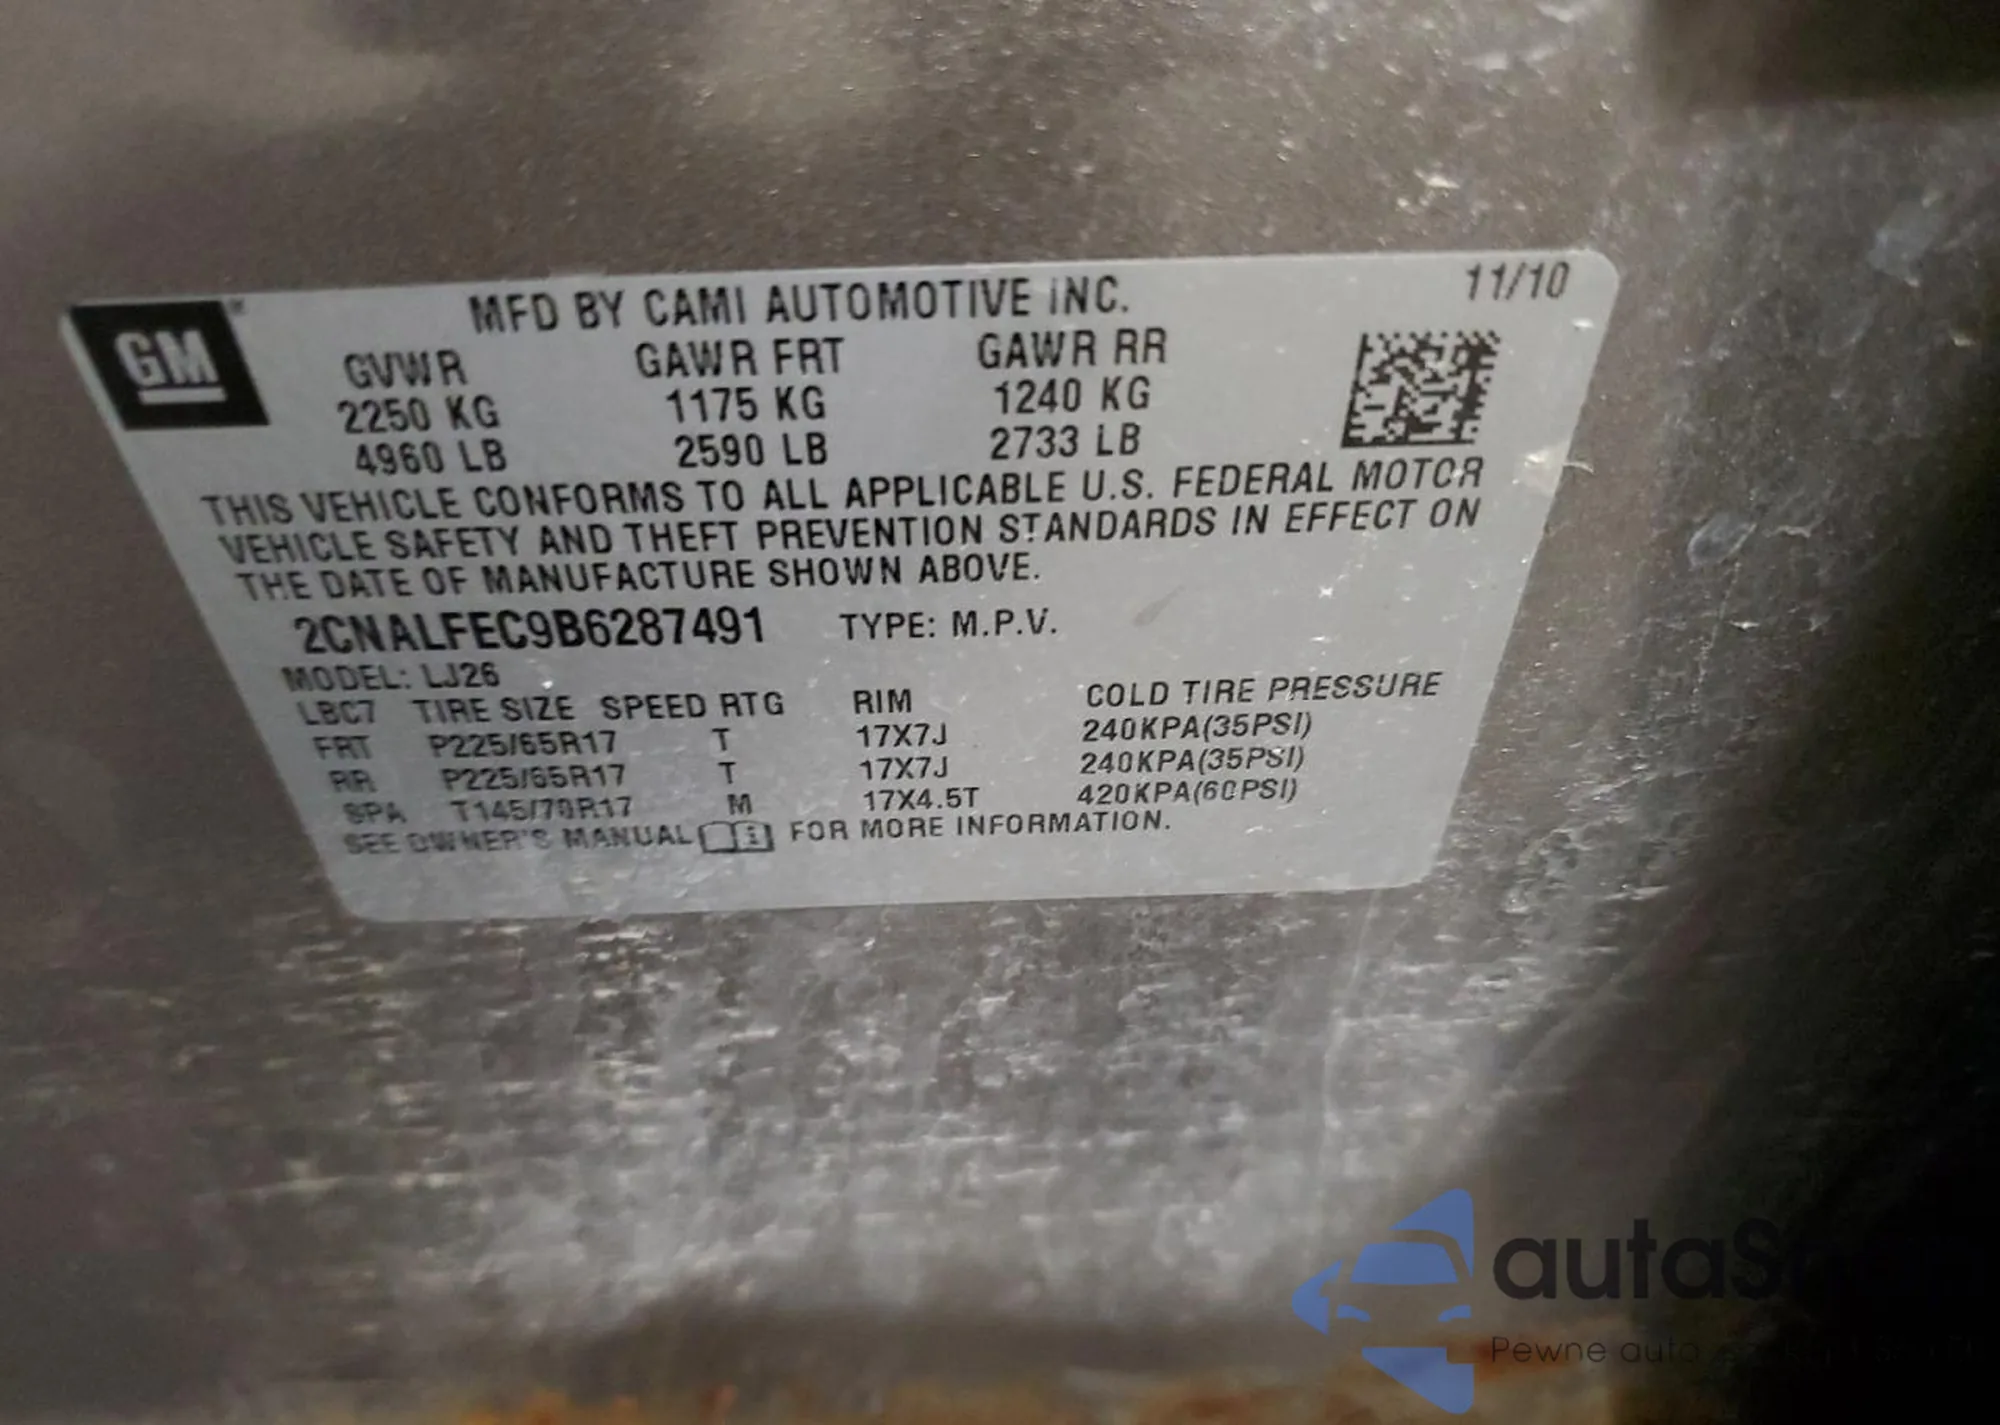 GM
MFD BY CAMI AUTOMOTIVE INC.
11/10
GVWR GAWR FRT GAWR RR
2250 KG 1175 KG 1240 KG
4960 LB 2590 LB 2733 LB
THIS VEHICLE CONFORMS TO ALL APPLICABLE U.S. FEDERAL MOTOR
VEHICLE SAFETY AND THEFT PREVENTION STANDARDS IN EFFECT ON
THE DATE OF MANUFACTURE SHOWN ABOVE.
2CNALFEC9B6287491 TYPE: M.P.V.
MODEL: LJ26
LBC7 TIRE SIZE SPEED RTG RIM COLD TIRE PRESSURE
FRT P225/65R17 T 17X7J 240KPA(35PSI)
RR P225/65R17 T 17X7J 240KPA(35PSI)
SPA T145/70R17 M 17X4.5T 420KPA(60PSI)
SEE OWNER'S MANUAL FOR MORE INFORMATION.
Pewne auto